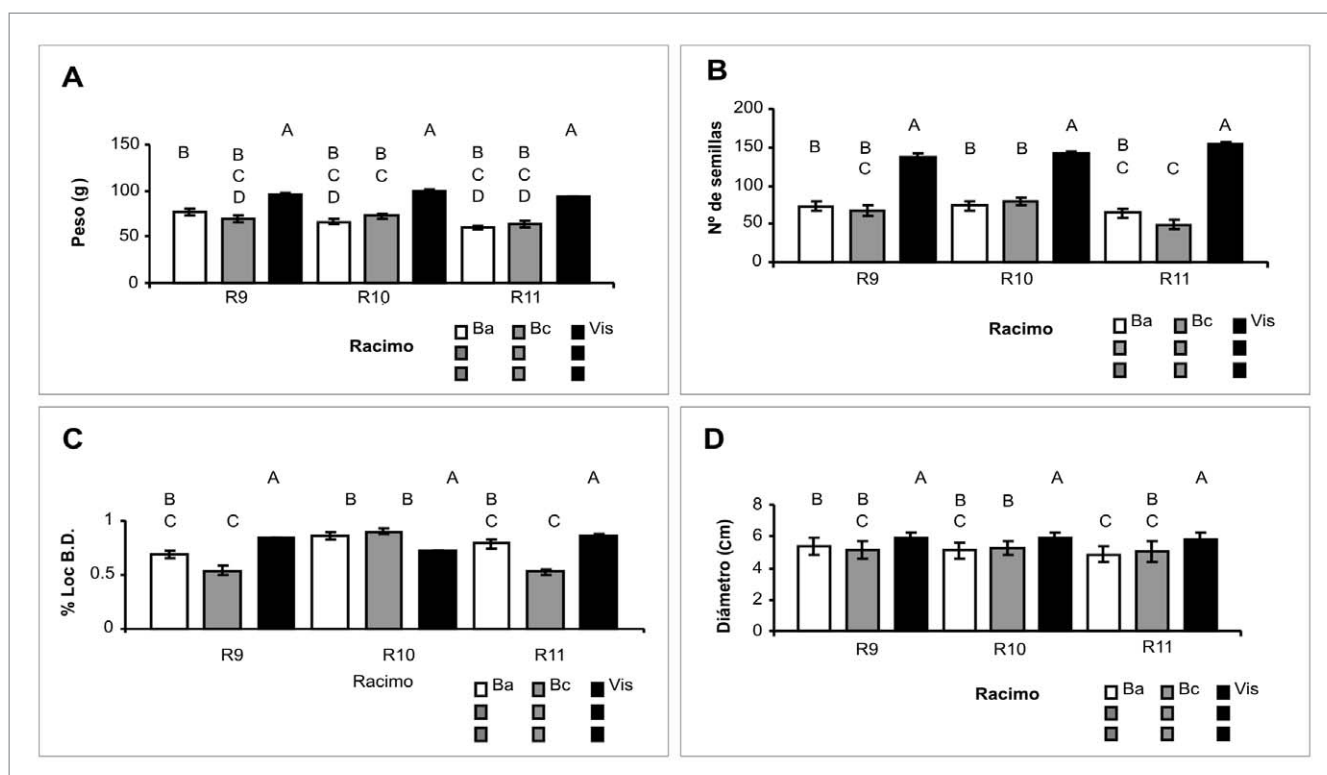 A
150
100
50
0
Peso (g)
B
B
C
D
A
B
C
D
B
C
A
B
C
D
B
C
D
A
R9
R10
R11
Racimo
Ba
Bc
Vis
B
200
150
100
50
0
Nº de semillas
B
B
C
A
B
B
A
B
C
C
A
R9
R10
R11
Racimo
Ba
Bc
Vis
C
1
0.5
0
% Loc B.D.
B
C
C
A
B
B
A
B
C
C
A
R9
R10
R11
Racimo
Ba
Bc
Vis
D
8
6
4
2
0
Diámetro (Cm)
B
B
C
A
B
C
B
A
C
B
C
A
R9
R10
R11
Racimo
Ba
Bc
Vis